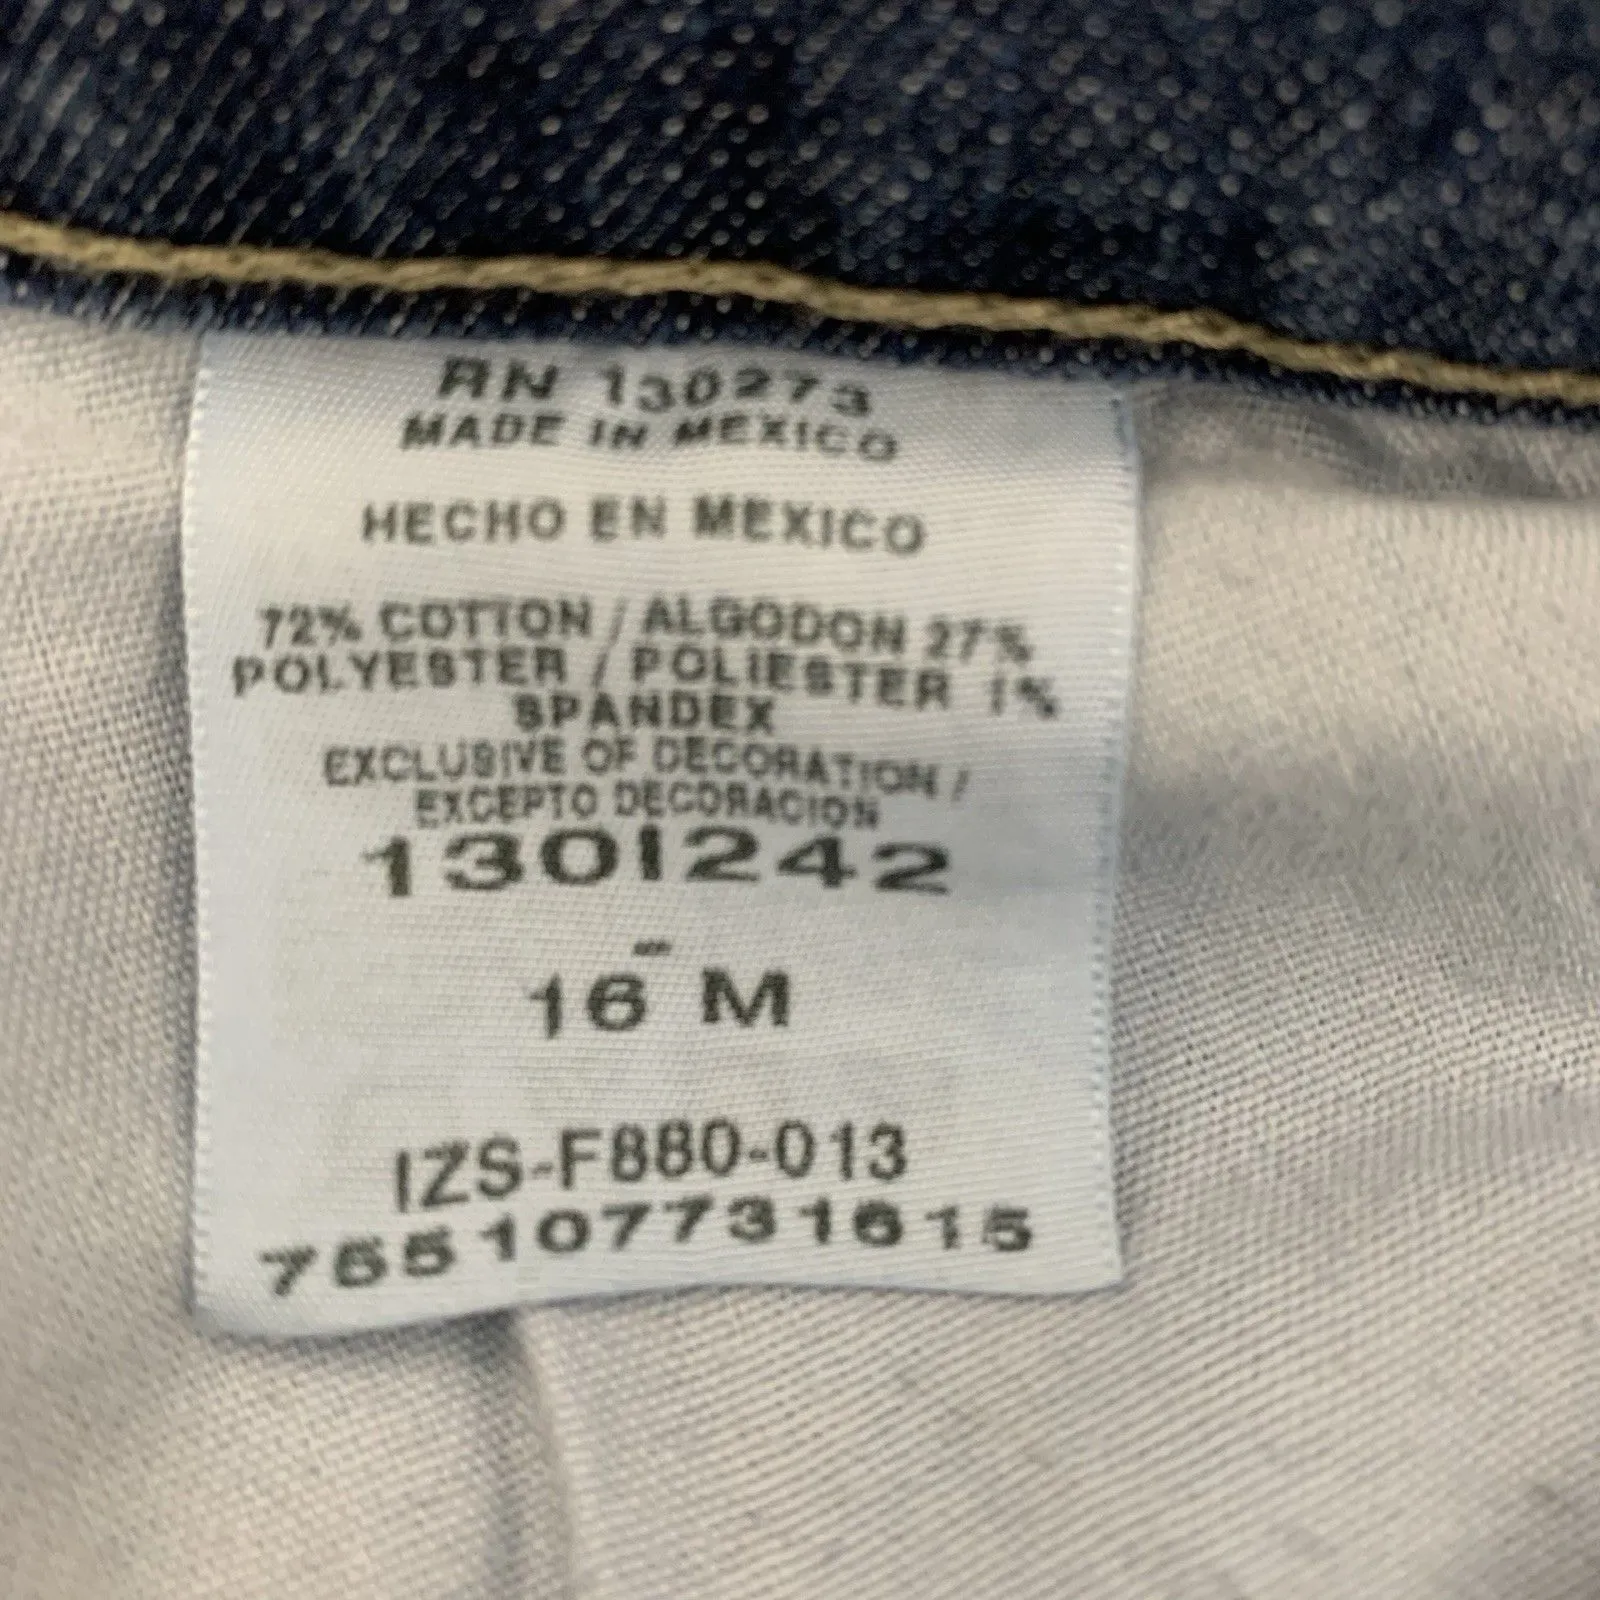 RN 130273
MADE IN MEXICO
HECHO EN MEXICO
72% COTTON / ALGODON 27%
POLYESTER / POLIESTER 1%
SPANDEX
EXCLUSIVE OF DECORATION /
EXCEPTO DECORACION
1301242
-
16 M
IZS-F880-013
755107731615